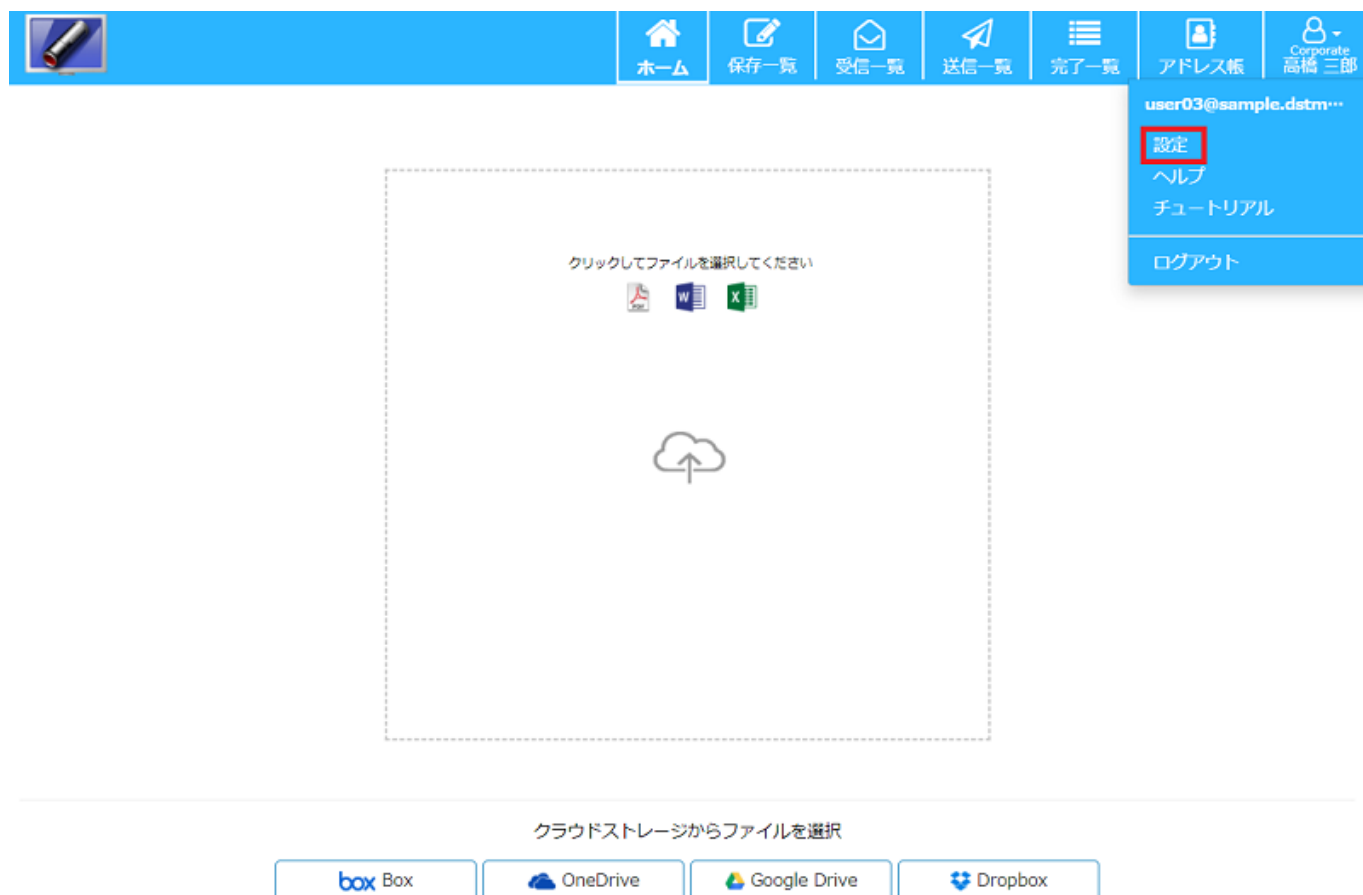 ホーム
保存一覧
受信一覧
送信一覧
完了一覧
アドレス帳
Corporate
高橋 三郎
user03@sample.dstm…
設定
ヘルプ
チュートリアル
ログアウト
クリックしてファイルを選択してください
PDF
W
X
クラウドストレージからファイルを選択
box Box
OneDrive
Google Drive
Dropbox